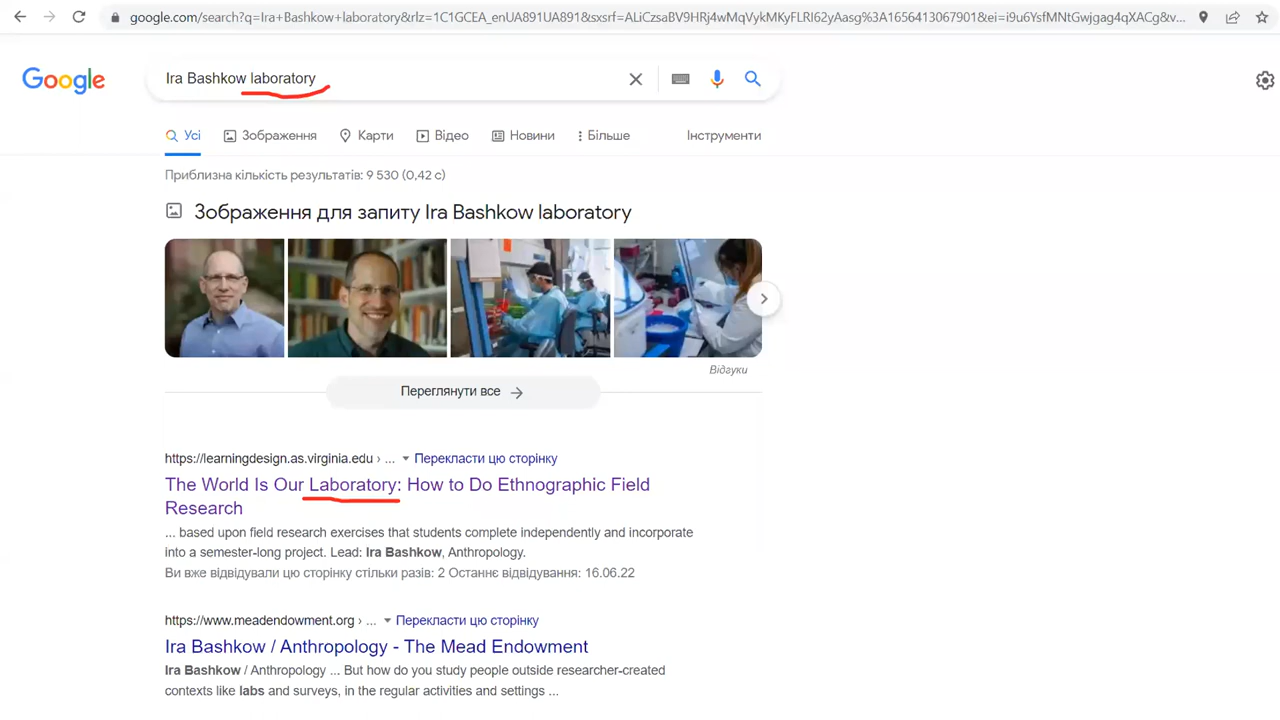 google.com/search?q=Ira+Bashkow+laboratory&rlz=1C1GCEA_enUA891UA891&sxsrf=ALiCzsaBV9HRj4wMqVykMKyFLRI62yAasg%3A1656413067901&ei=i9u6YsfMNtGwjgag4qXACg&v...
Google
Ira Bashkow laboratory
Усі Зображення Карти Відео Новини Більше Інструменти
Приблизна кількість результатів: 9 530 (0,42 с)
Зображення для запиту Ira Bashkow laboratory
Відгуки
Переглянути все
https://learningdesign.as.virginia.edu › ... Перекласти цю сторінку
The World Is Our Laboratory: How to Do Ethnographic Field
Research
... based upon field research exercises that students complete independently and incorporate
into a semester-long project. Lead: Ira Bashkow, Anthropology.
Ви вже відвідували цю сторінку стільки разів: 2 Останнє відвідування: 16.06.22
https://www.meadendowment.org › ... Перекласти цю сторінку
Ira Bashkow / Anthropology - The Mead Endowment
Ira Bashkow / Anthropology ... But how do you study people outside researcher-created
contexts like labs and surveys, in the regular activities and settings ...